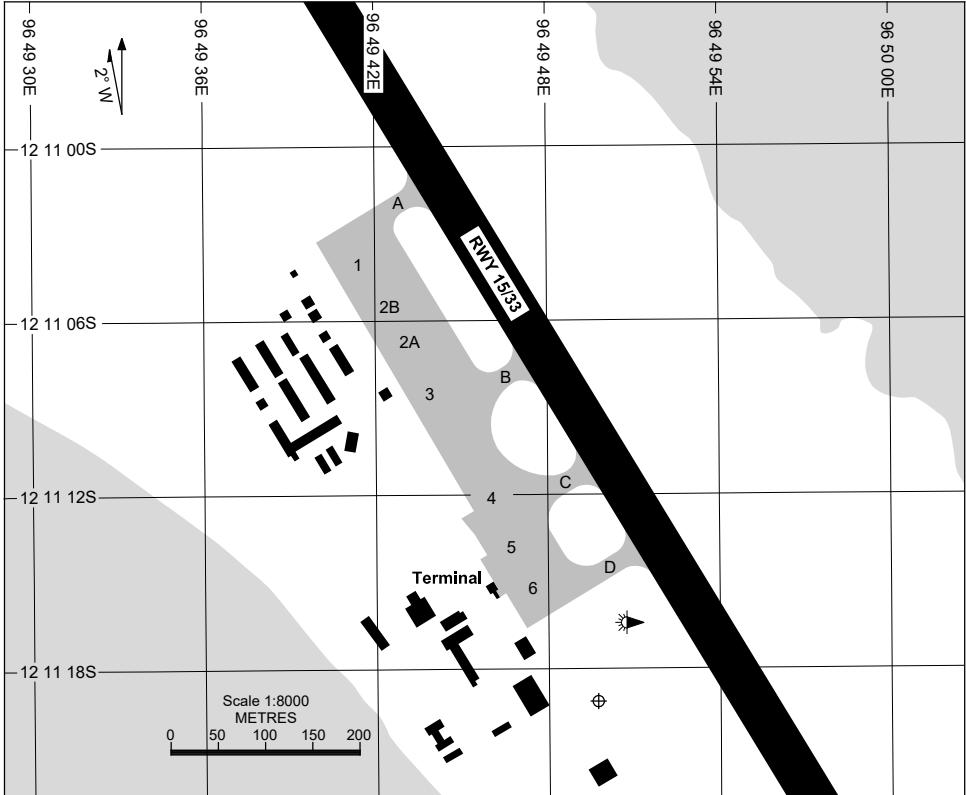 96 49 30E
96 49 36E
96 49 42E
96 49 48E
96 49 54E
96 50 00E
2° W
12 11 00S
A
1
RWY 15/33
2B
12 11 06S
2A
B
3
C
12 11 12S
4
5
D
Terminal
6
12 11 18S
Scale 1:8000
METRES
0 50 100 150 200